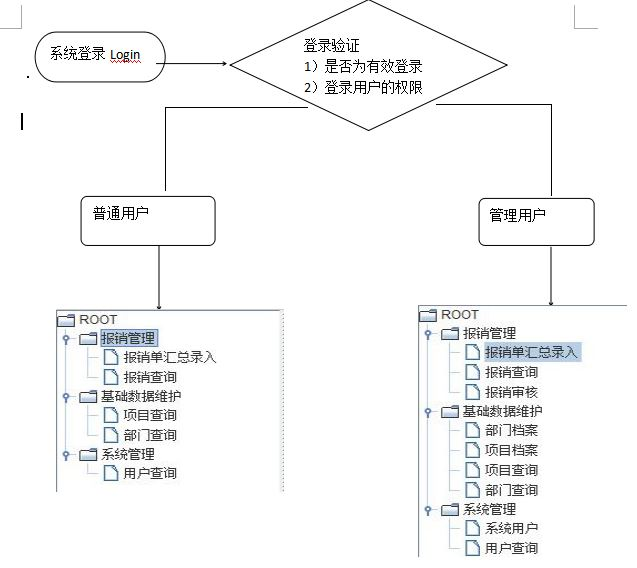 系统登录 Login
登录验证
1）是否为有效登录
2）登录用户的权限
普通用户
管理用户
ROOT
报销管理
报销单汇总录入
报销查询
基础数据维护
项目查询
部门查询
系统管理
用户查询
ROOT
报销管理
报销单汇总录入
报销查询
报销审核
基础数据维护
部门档案
项目档案
项目查询
部门查询
系统管理
系统用户
用户查询